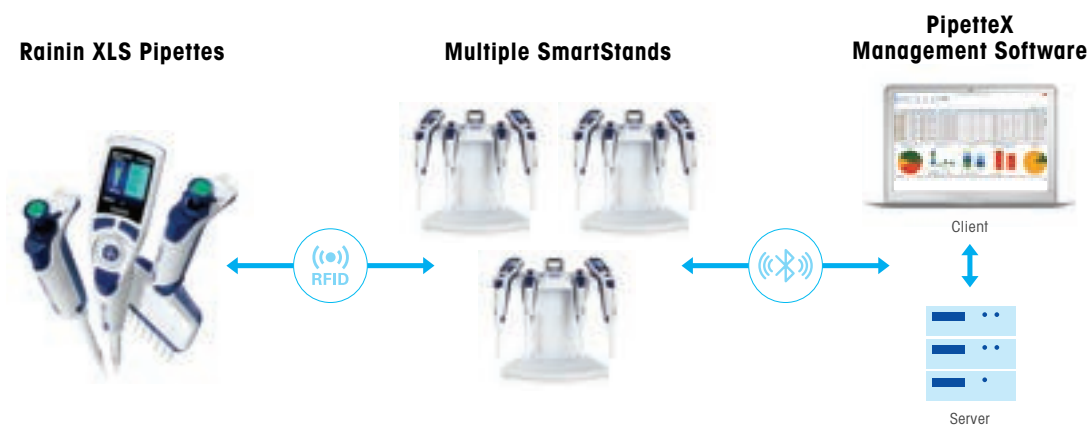 Rainin XLS Pipettes
Multiple SmartStands
PipetteX
Management Software
RFID
Client
Server